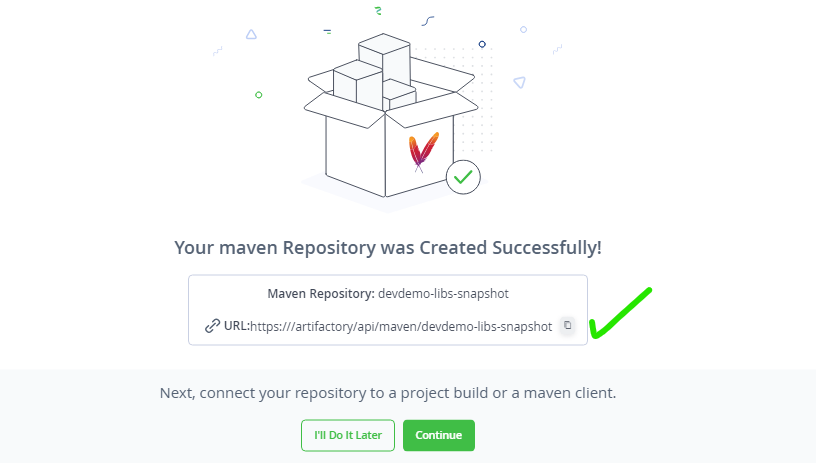 Your maven Repository was Created Successfully!
Maven Repository: devdemo-libs-snapshot
URL:https:///artifactory/api/maven/devdemo-libs-snapshot
Next, connect your repository to a project build or a maven client.
I'll Do It Later
Continue